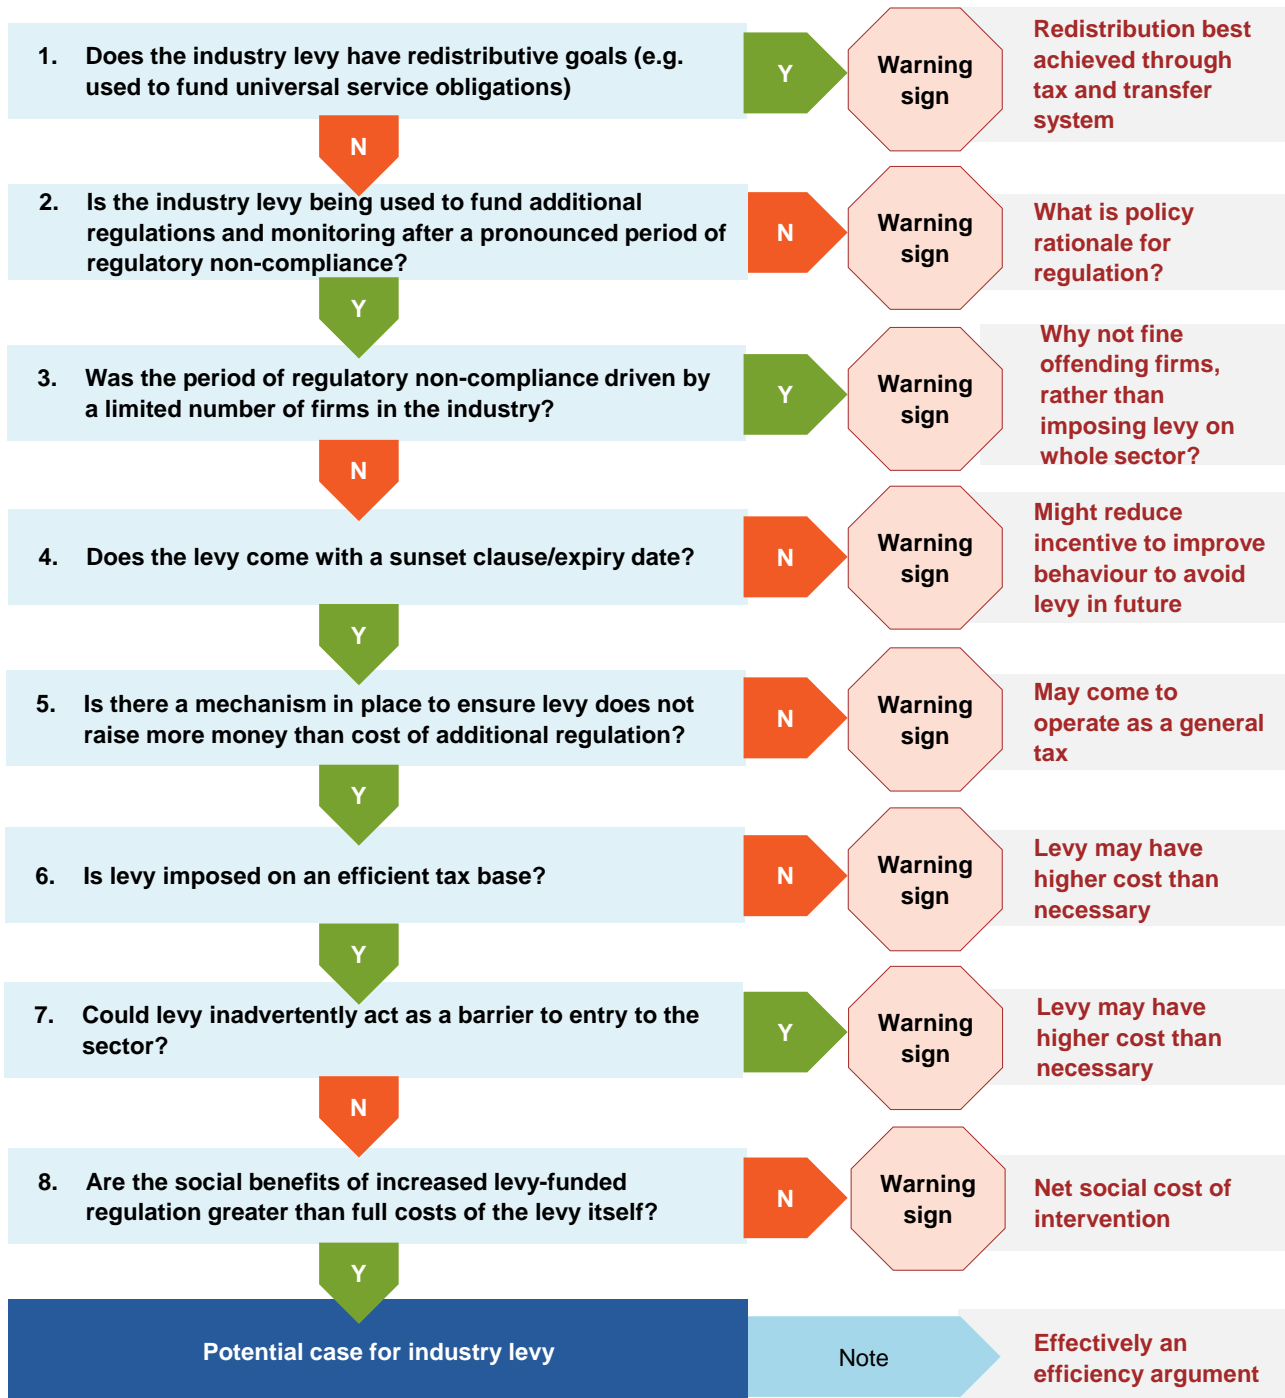 1. Does the industry levy have redistributive goals (e.g.
used to fund universal service obligations)
Y
Warning
sign
Redistribution best
achieved through
tax and transfer
system
N
2. Is the industry levy being used to fund additional
regulations and monitoring after a pronounced period of
regulatory non-compliance?
N
Warning
sign
What is policy
rationale for
regulation?
Y
3. Was the period of regulatory non-compliance driven by
a limited number of firms in the industry?
Y
Warning
sign
Why not fine
offending firms,
rather than
imposing levy on
whole sector?
N
4. Does the levy come with a sunset clause/expiry date?
N
Warning
sign
Might reduce
incentive to improve
behaviour to avoid
levy in future
Y
5. Is there a mechanism in place to ensure levy does not
raise more money than cost of additional regulation?
N
Warning
sign
May come to
operate as a general
tax
Y
6. Is levy imposed on an efficient tax base?
N
Warning
sign
Levy may have
higher cost than
necessary
Y
7. Could levy inadvertently act as a barrier to entry to the
sector?
Y
Warning
sign
Levy may have
higher cost than
necessary
N
8. Are the social benefits of increased levy-funded
regulation greater than full costs of the levy itself?
N
Warning
sign
Net social cost of
intervention
Y
Potential case for industry levy
Note
Effectively an
efficiency argument